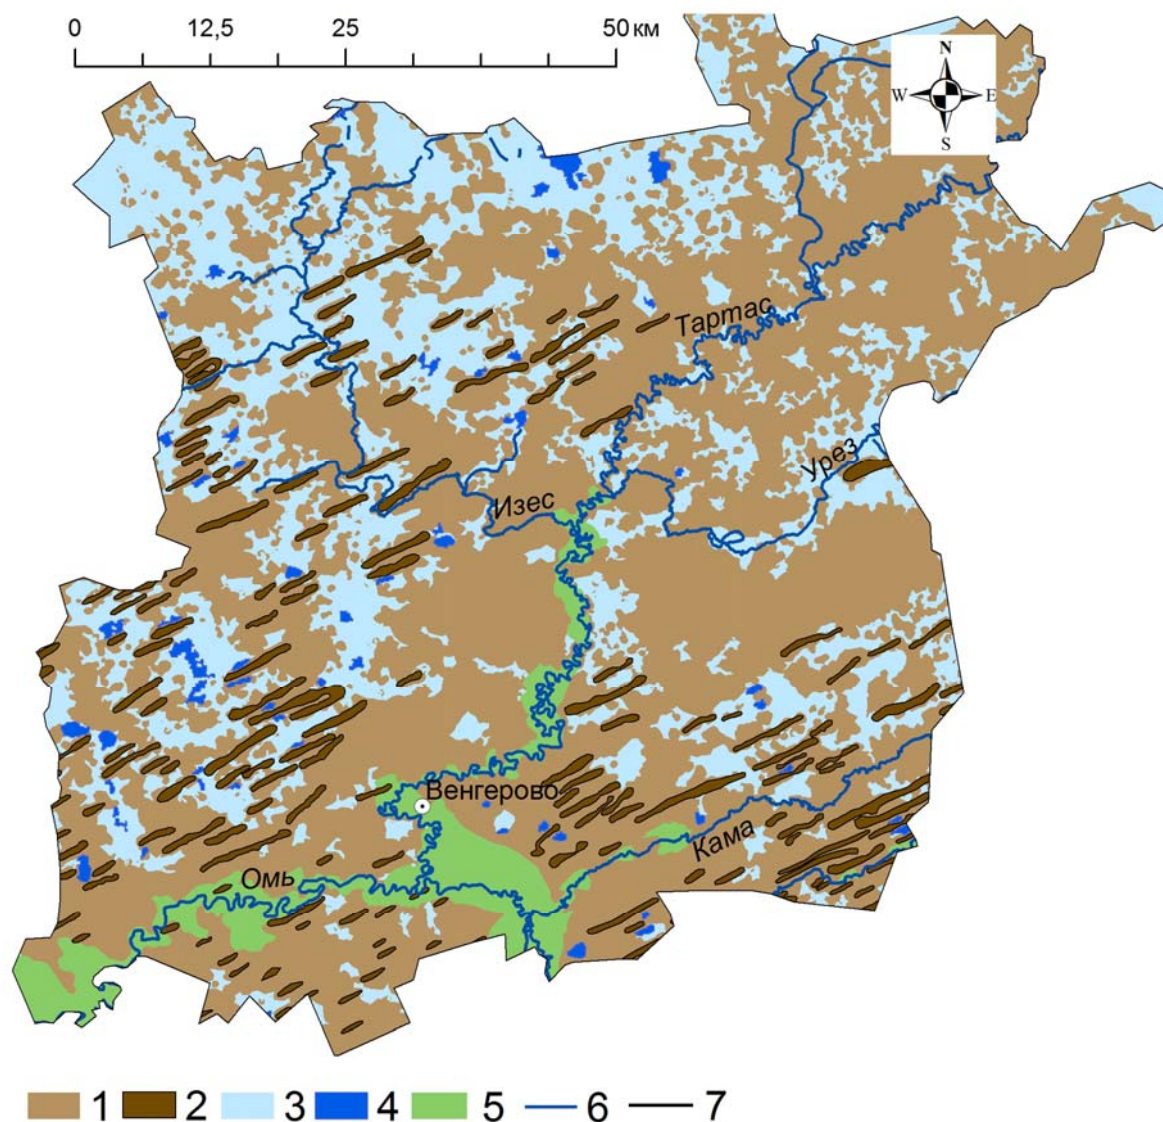 0 12,5 25 50 км
N
W E
S
Тартас
Урез
Изес
Венгерово
Кама
Омь
1 2 3 4 5 6 7